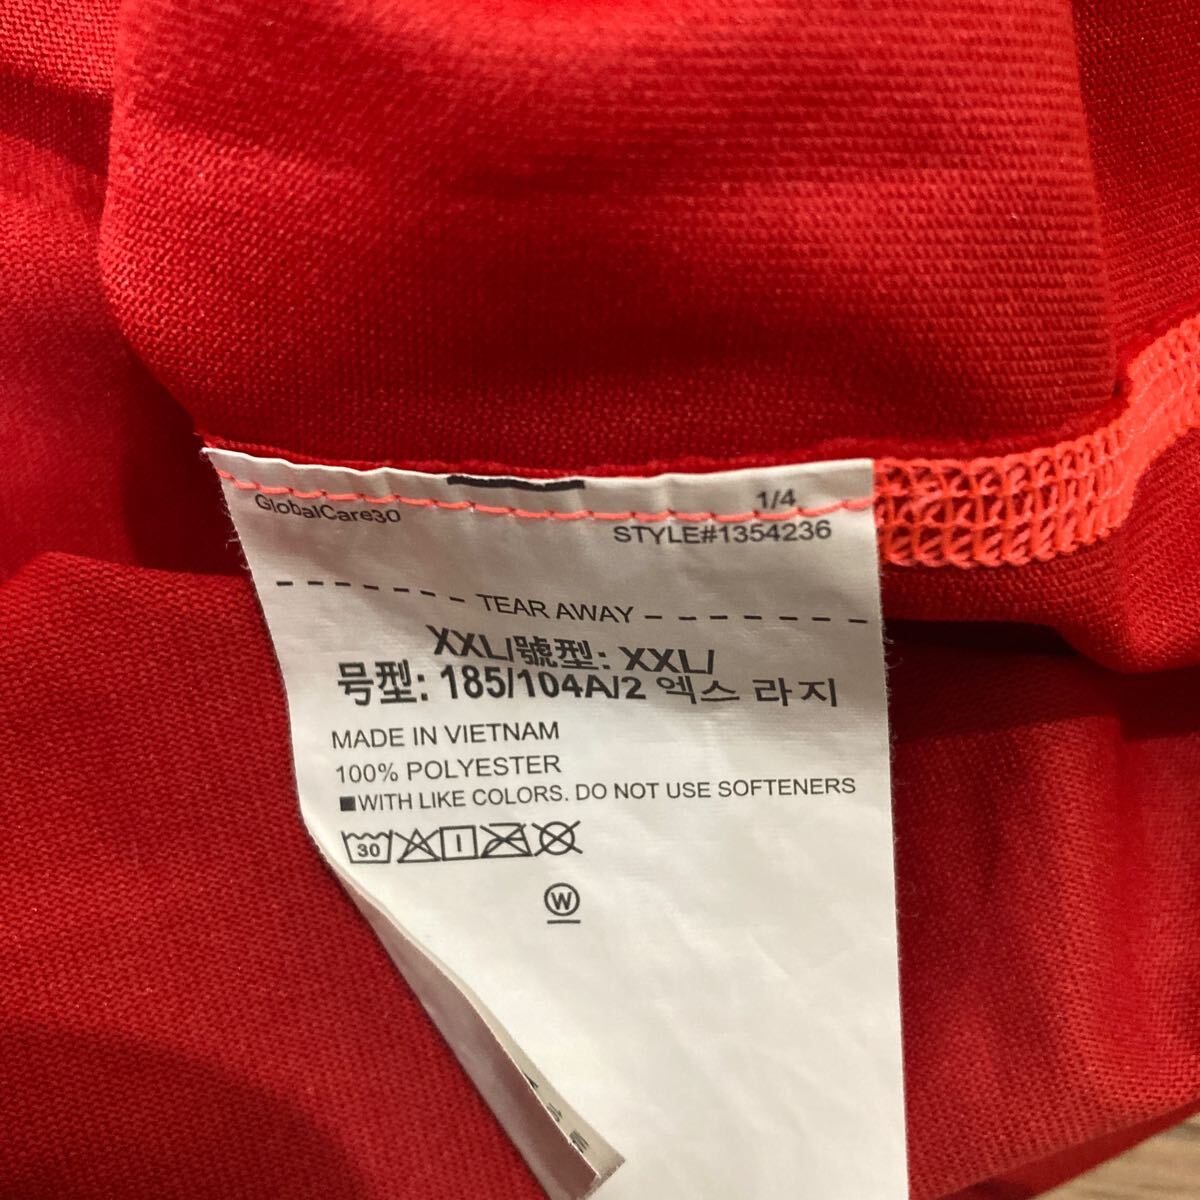 GlobalCare30
1/4
STYLE#1354236
TEAR AWAY
XXL/號型: XXL/
号型: 185/104A/2 엑스 라지
MADE IN VIETNAM
100% POLYESTER
■WITH LIKE COLORS. DO NOT USE SOFTENERS
30
W